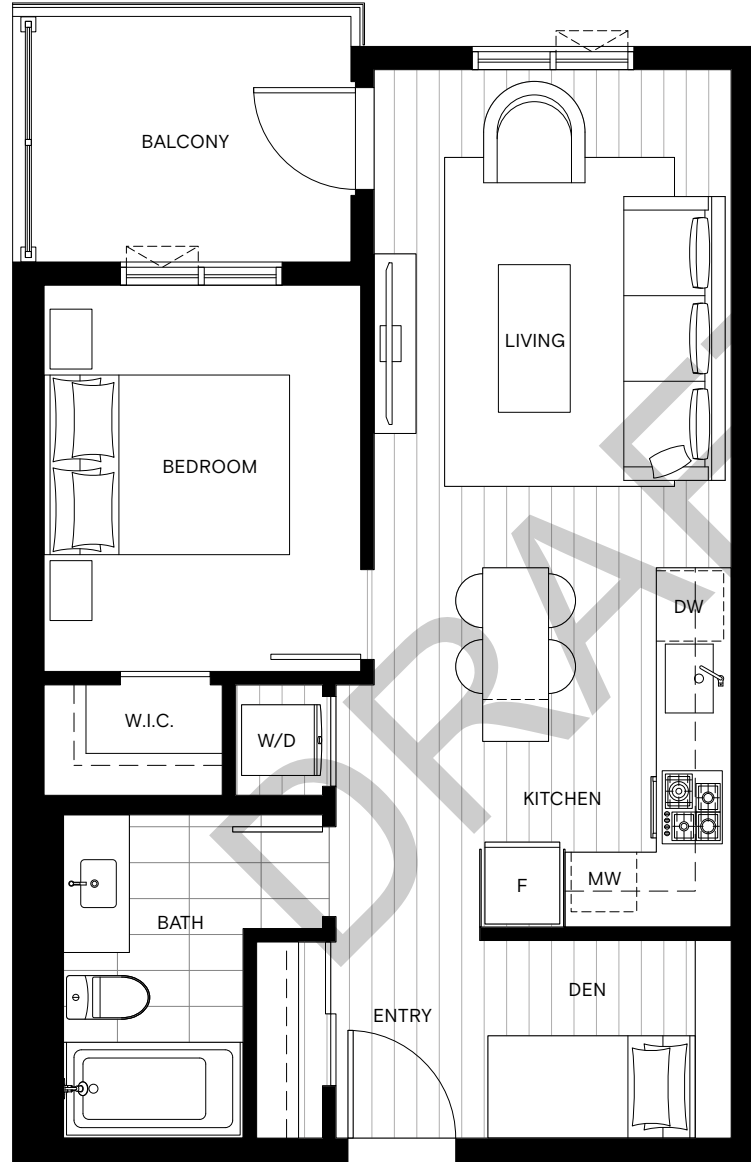 BALCONY
LIVING
BEDROOM
DW
W.I.C.
W/D
KITCHEN
F
MW
BATH
DEN
ENTRY
DRAFT